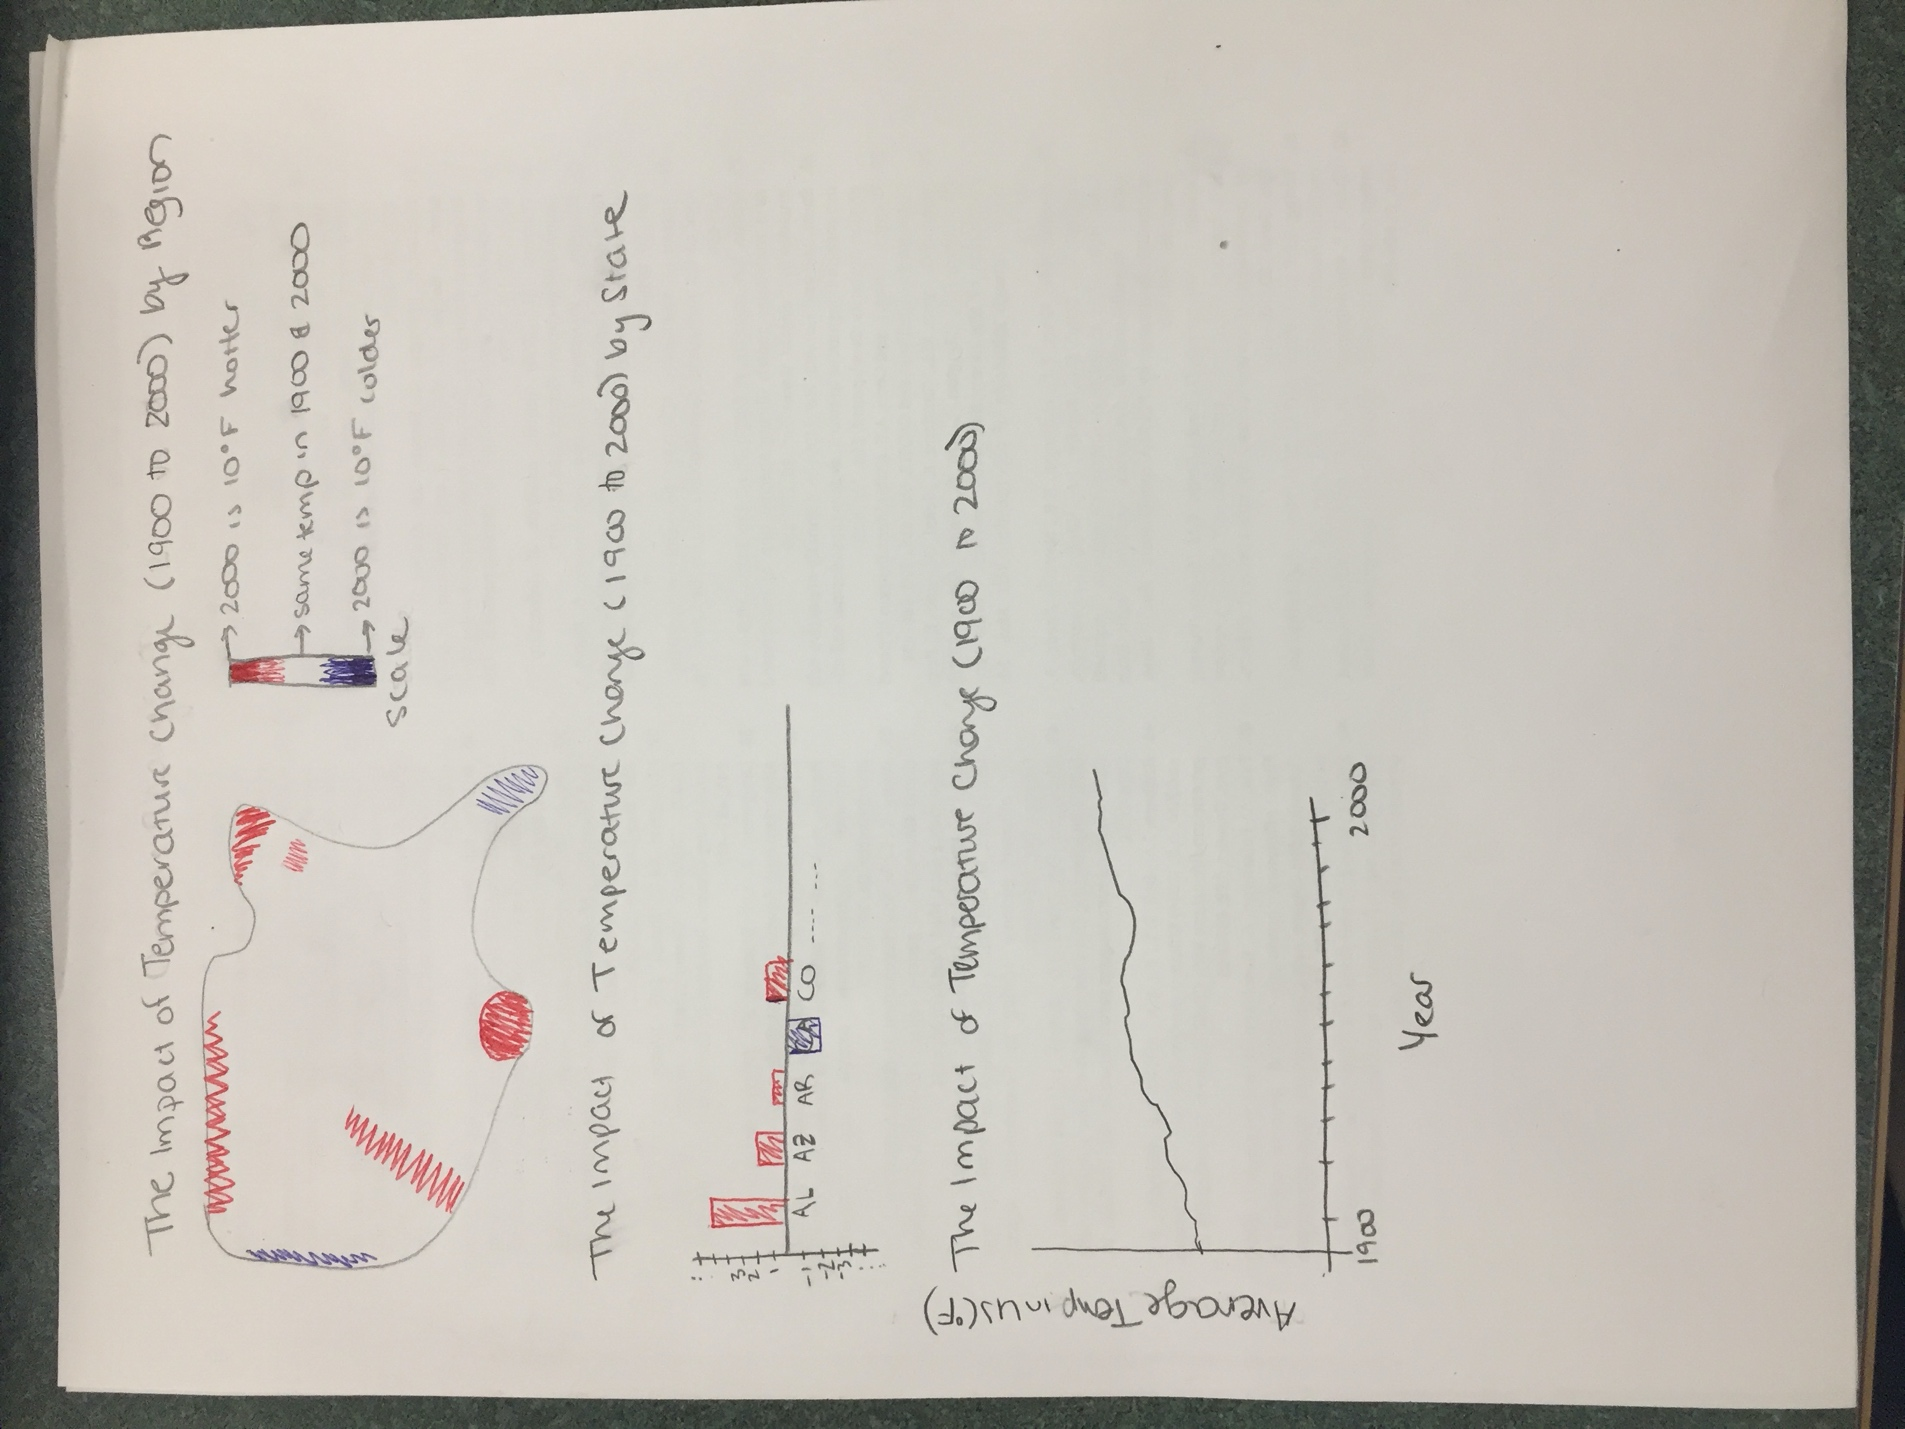 The Impact of Temperature Change (1900 to 2000) by Region
→ 2000 is 10°F hotter
→ same temp in 1900 & 2000
→ 2000 is 10°F colder
Scale
The Impact of Temperature Change (1900 to 2000) by State
3
2
1
-1
-2
-3
AL AZ AR CA CO ---- ---
The Impact of Temperature Change (1900 to 2000)
Average Temp in US (°F)
1900 2000
Year